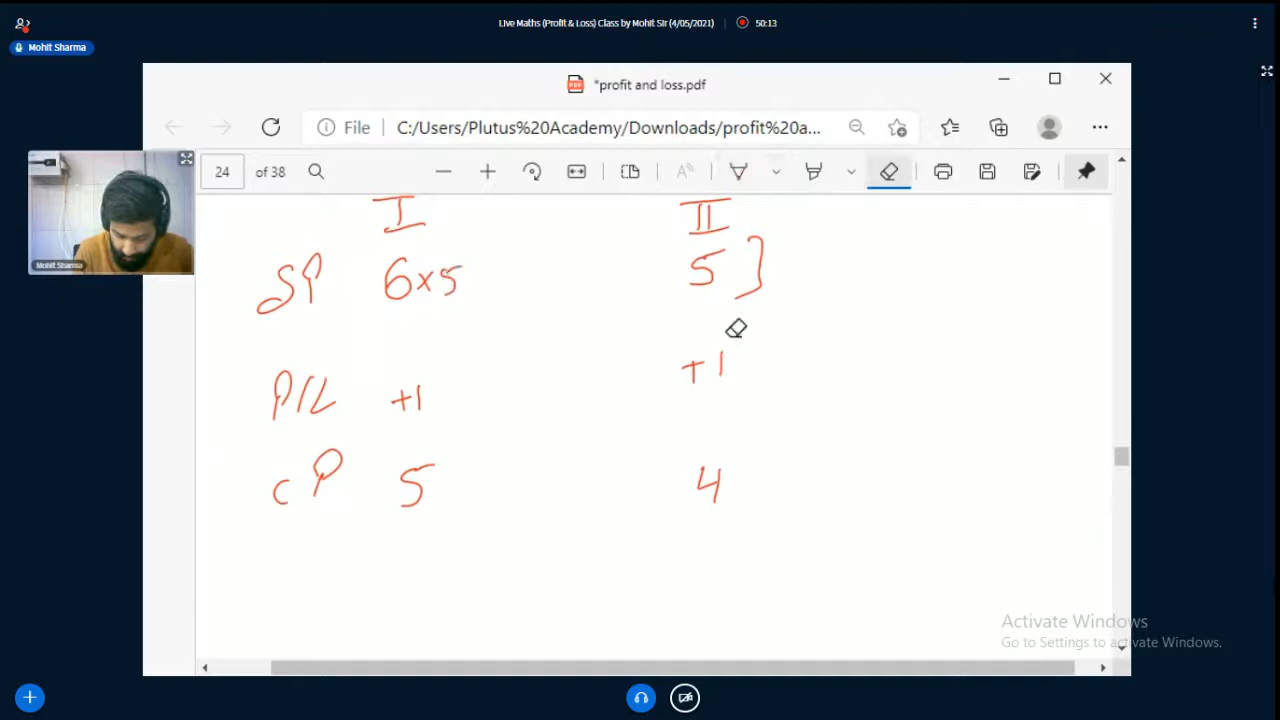 Live Maths (Profit & Loss) Class by Mohit Sir (4/05/2021)
50:13
Mohit Sharma
*profit and loss.pdf
File
C:/Users/Plutus%20Academy/Downloads/profit%20a...
24
of 38
Mohit Sharma
I II
SP 6×5 5 }
P/L +1 +1
CP 5 4
Activate Windows
Go to Settings to activate Windows.